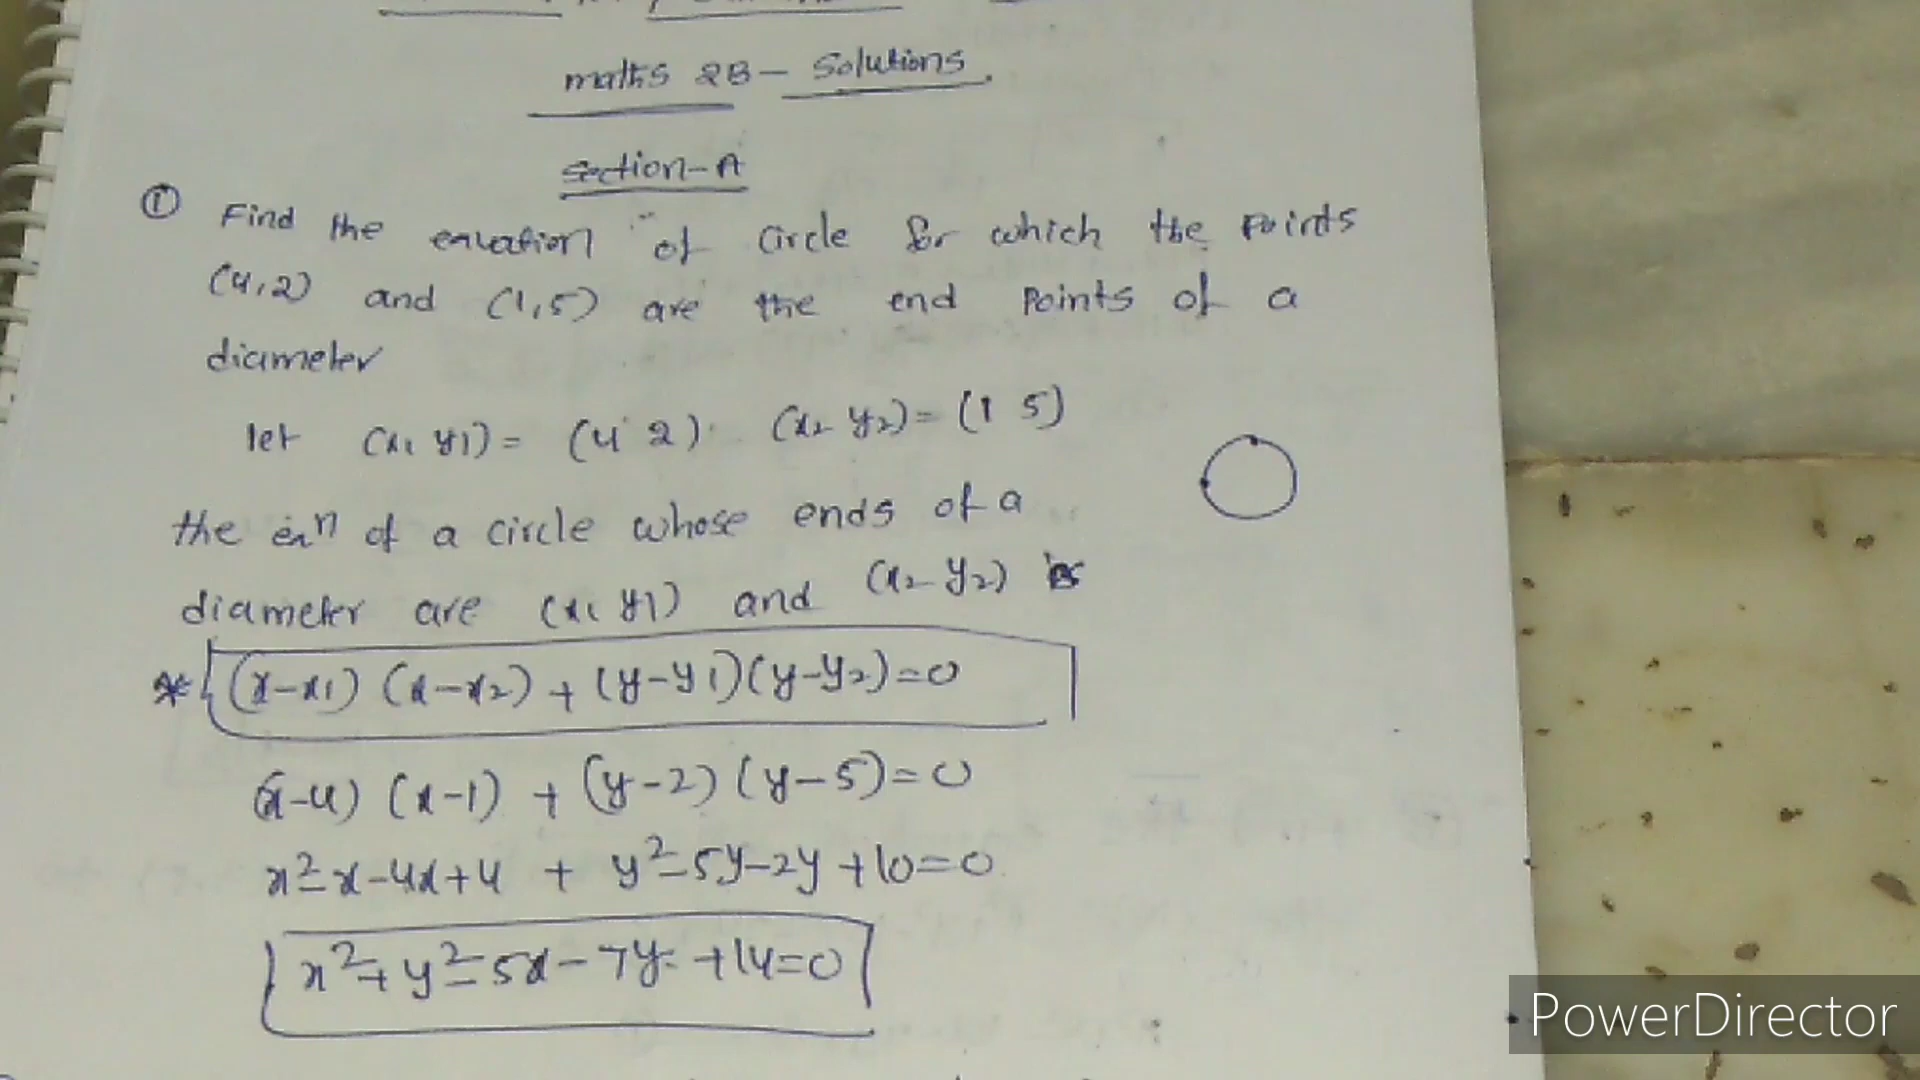 maths 2B - Solutions
Section-A
① Find the equation of circle for which the points
(4,2) and (1,5) are the end points of a
diameter
let (x1 y1) = (4 2) (x2 y2) = (1 5)
the eqn of a circle whose ends of a
diameter are (x1 y1) and (x2 y2) is
* (x-x1) (x-x2) + (y-y1)(y-y2)=0
(x-4) (x-1) + (y-2) (y-5)=0
x²-x-4x+4 + y²-5y-2y+10=0
x²+y²-5x-7y+14=0
PowerDirector